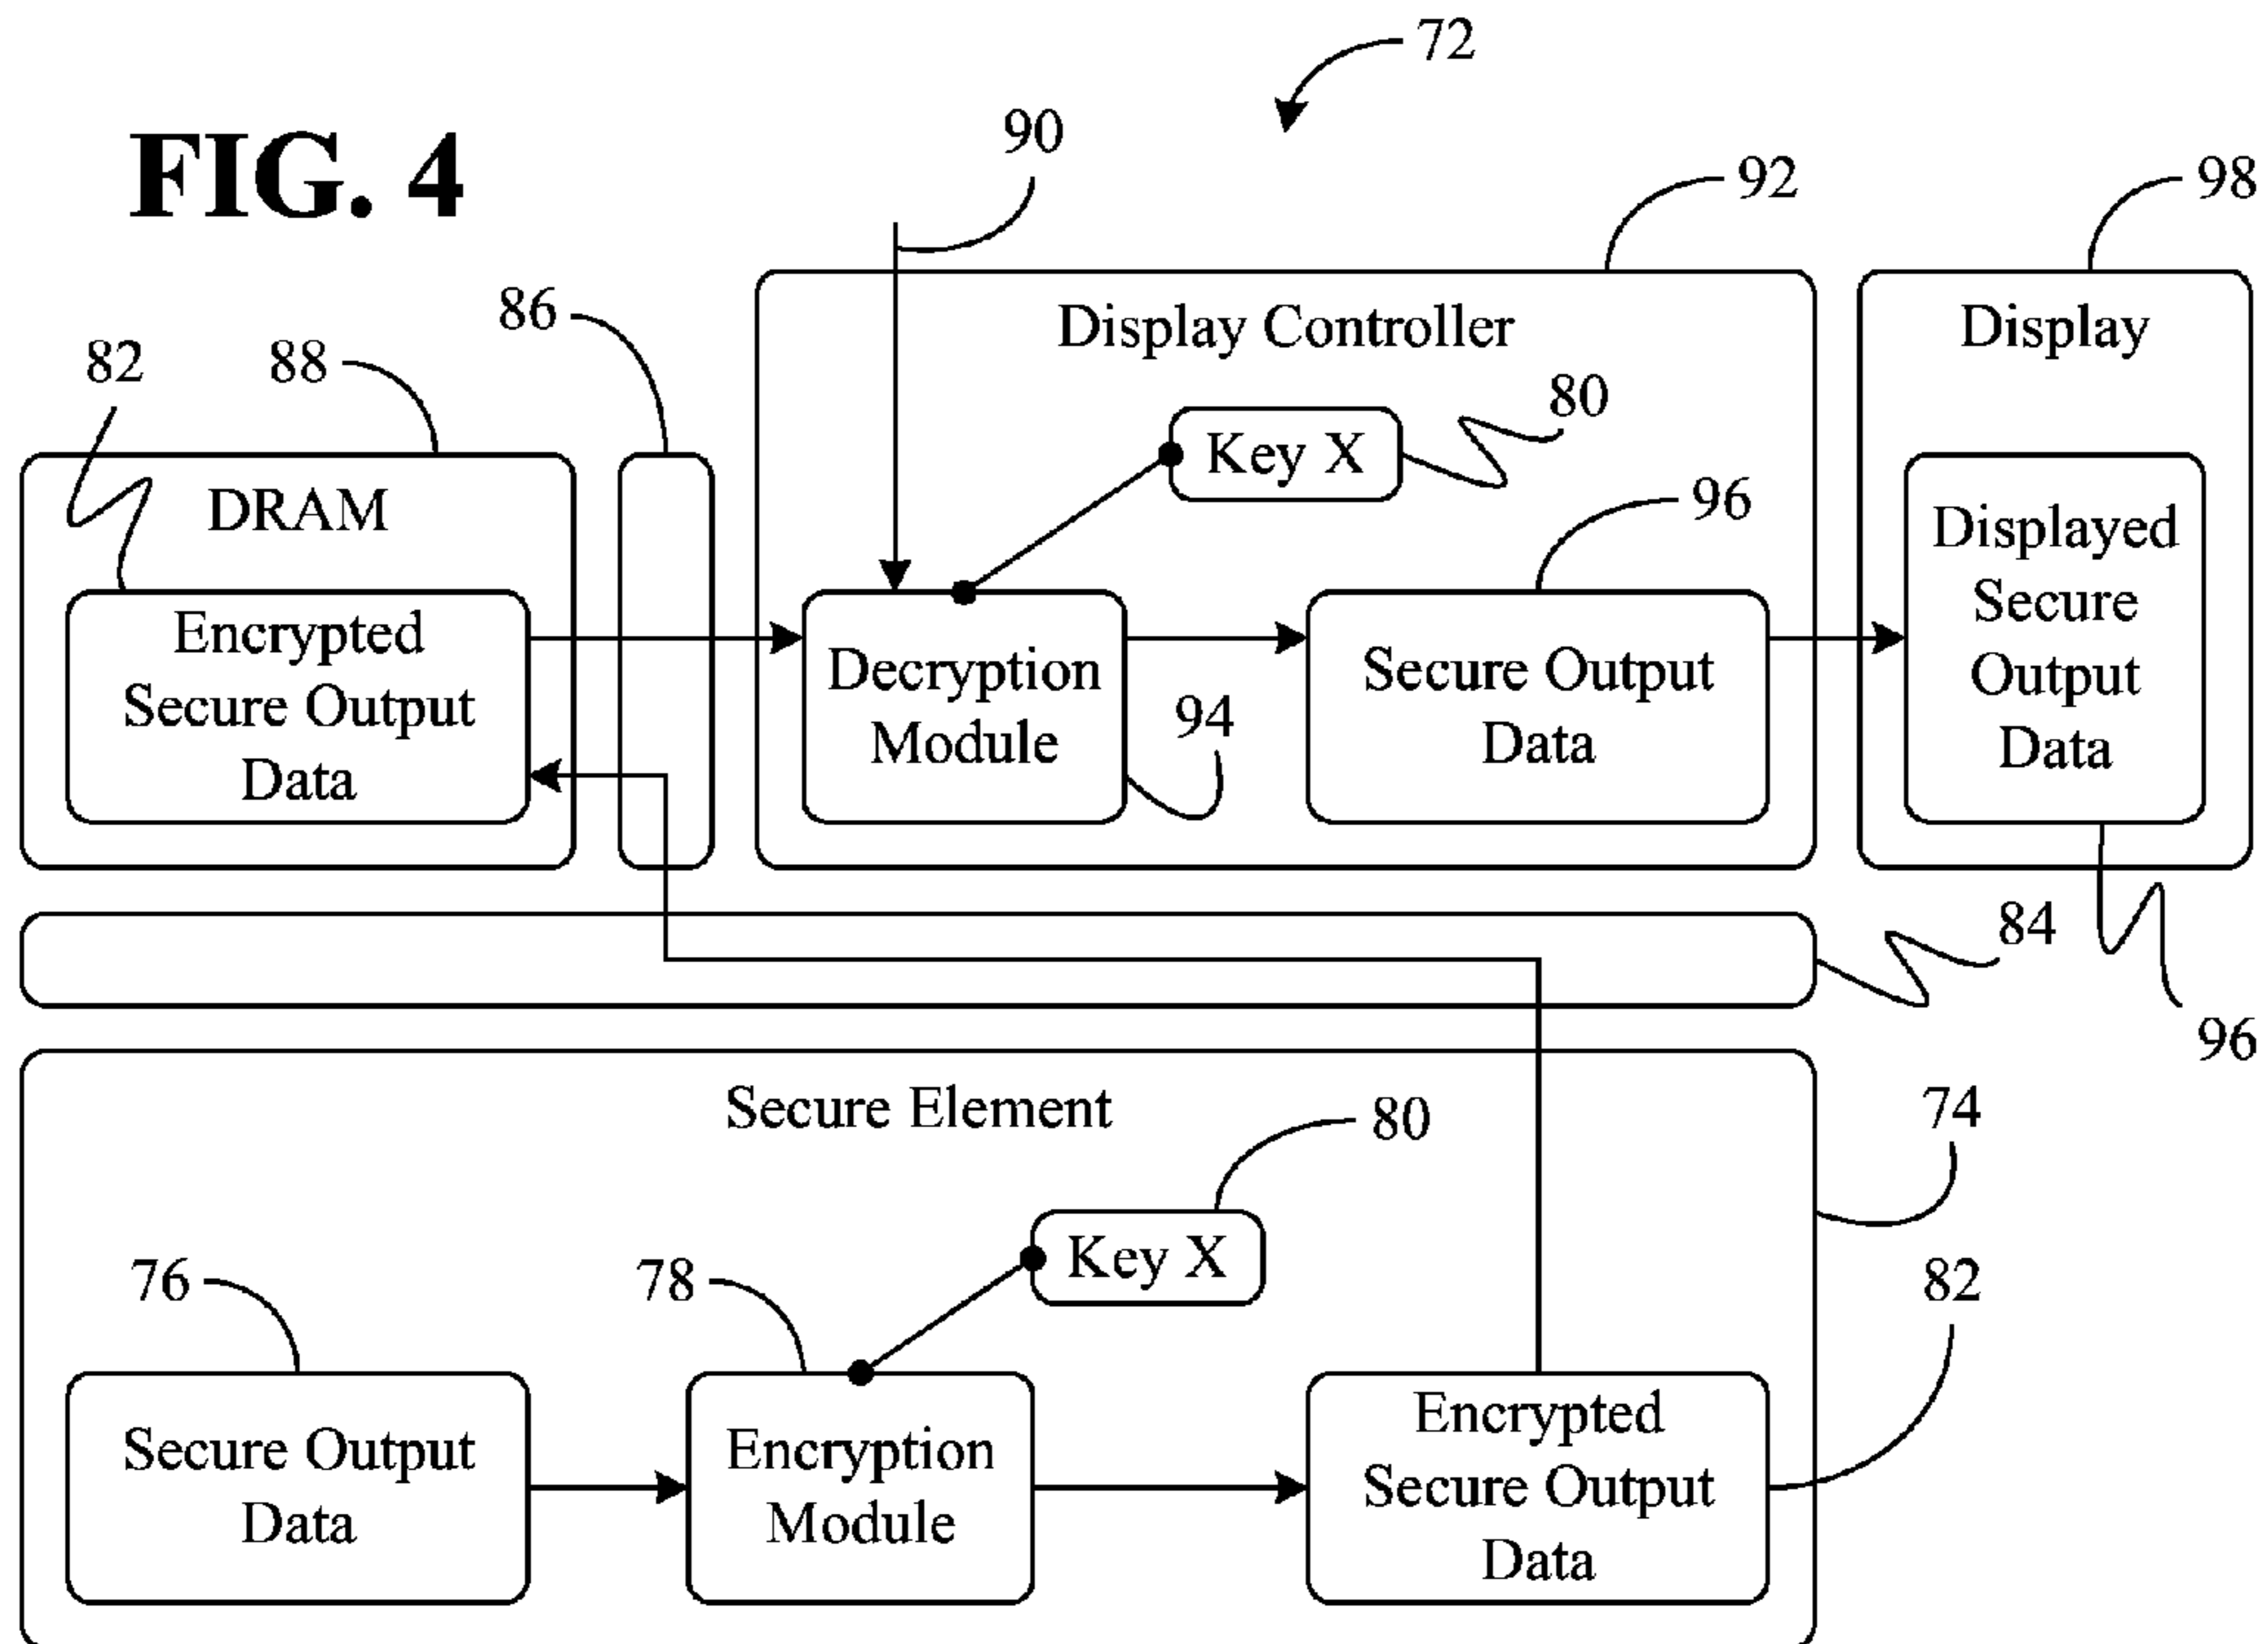 FIG. 4
72
90
92
98
86
82
88
Display Controller
Display
80
Key X
DRAM
96
Displayed
Secure
Output
Data
Encrypted
Secure Output
Data
Decryption
Module
94
Secure Output
Data
84
96
Secure Element
80
74
Key X
76
78
82
Secure Output
Data
Encryption
Module
Encrypted
Secure Output
Data